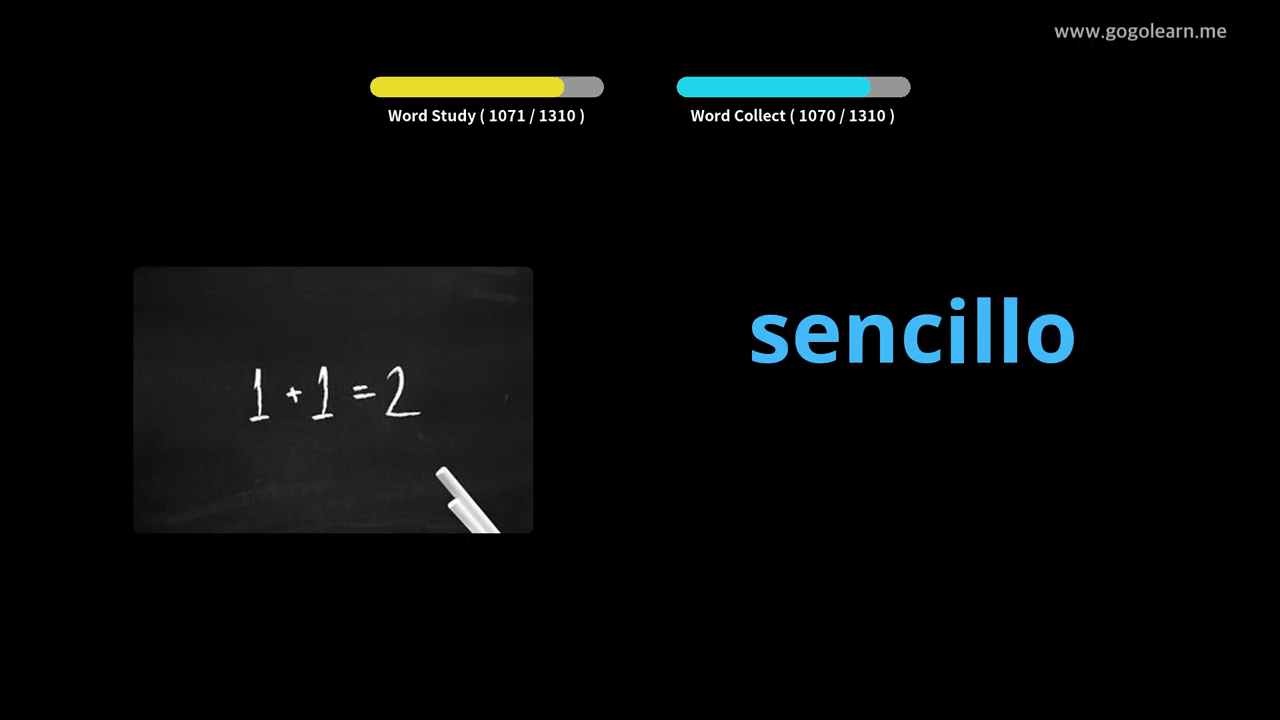 www.gogolearn.me
Word Study ( 1071 / 1310 )
Word Collect ( 1070 / 1310 )
sencillo
1 + 1 = 2